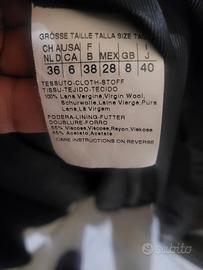 GRÖSSE TAILLE TALLA SIZE TA
CH A USA F I
NL D CA B MEX GB J
36 6 38 28 8 40
TESSUTO-CLOTH-STOFF
TISSU-TEJIDO-TECIDO
100% Lana Vergine, Virgin Wool,
Schurwolle, Laine Vierge, Pura
Lana, Lã Virgem
FODERA-LINING-FUTTER
DOUBLURE-FORRO
55% Viscosa, Viscose, Rayon, Viskose
45% Acetato, Acetate
CARE INSTRUCTIONS ON REVERSE
subito